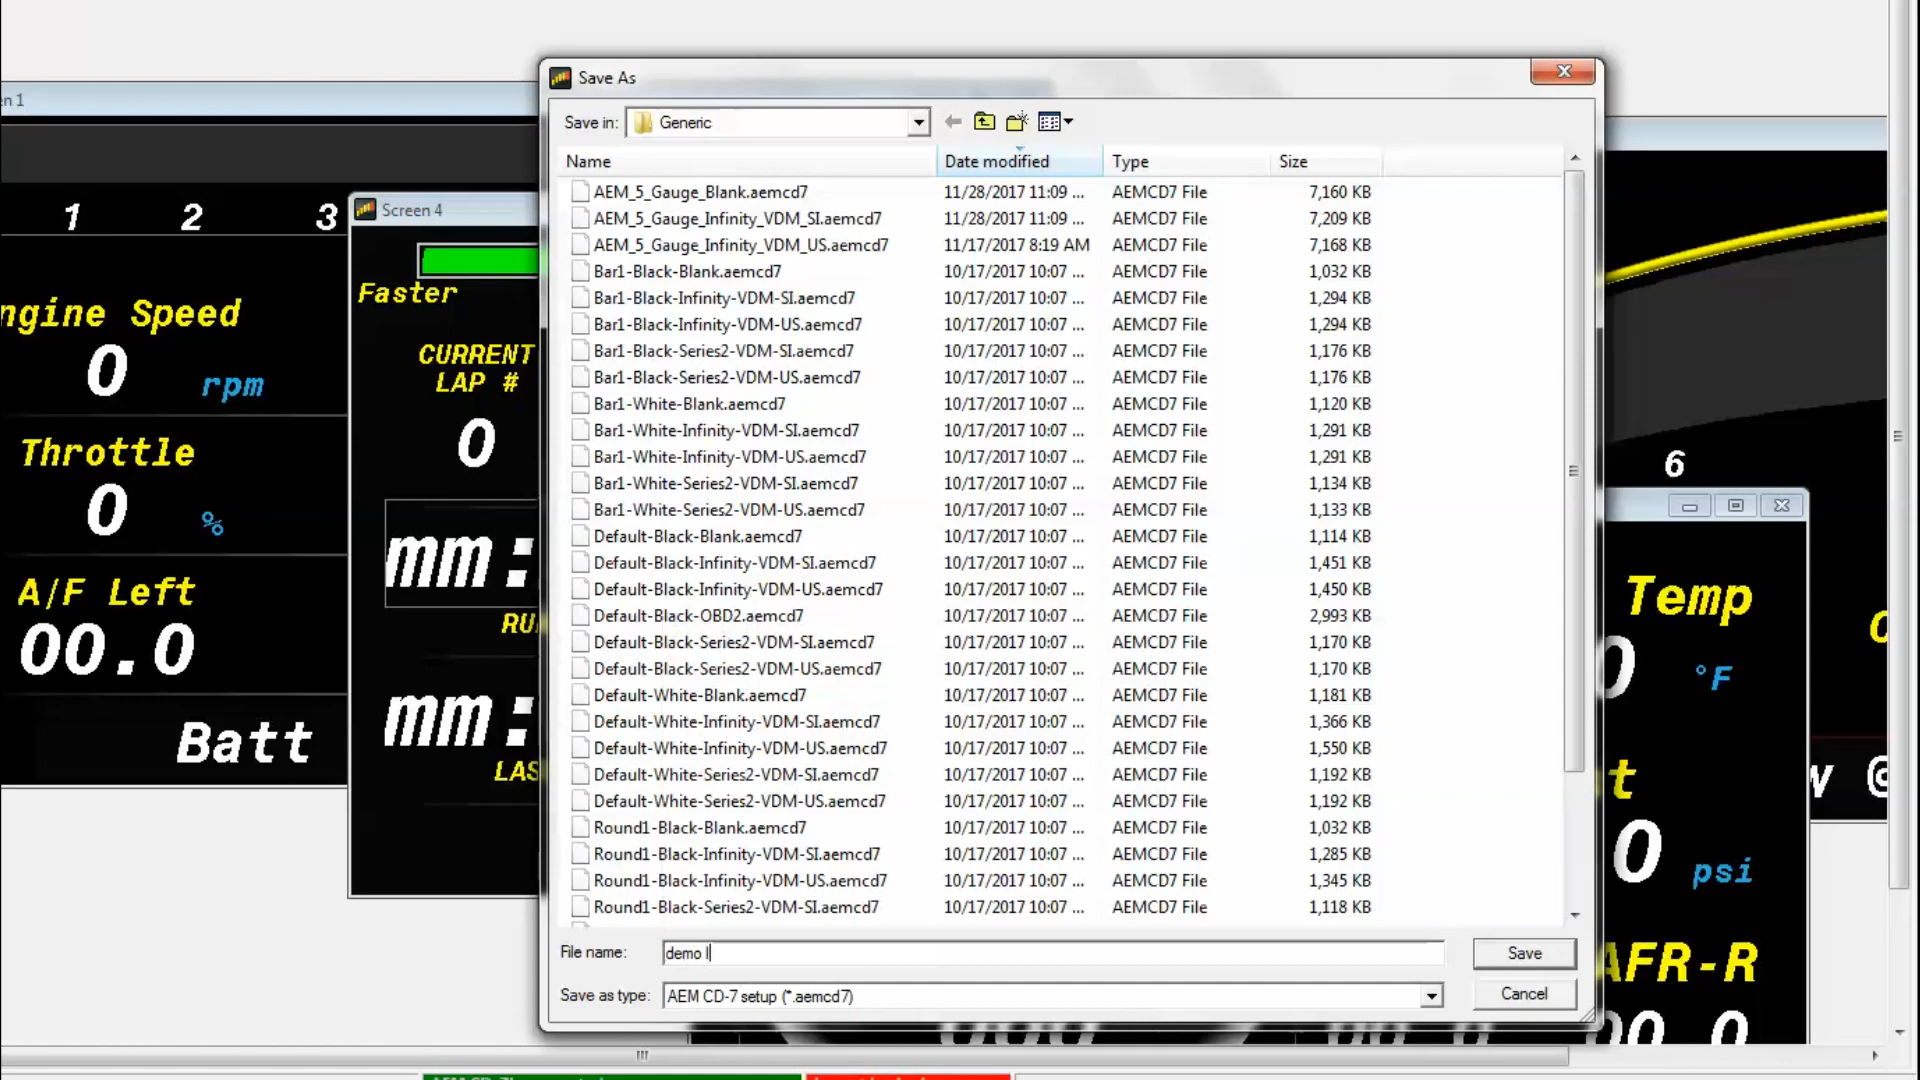 Save As
en 1
Save in: Generic
Name Date modified Type Size
AEM_5_Gauge_Blank.aemcd7 11/28/2017 11:09 ... AEMCD7 File 7,160 KB
AEM_5_Gauge_Infinity_VDM_SI.aemcd7 11/28/2017 11:09 ... AEMCD7 File 7,209 KB
AEM_5_Gauge_Infinity_VDM_US.aemcd7 11/17/2017 8:19 AM AEMCD7 File 7,168 KB
Bar1-Black-Blank.aemcd7 10/17/2017 10:07 ... AEMCD7 File 1,032 KB
Bar1-Black-Infinity-VDM-SI.aemcd7 10/17/2017 10:07 ... AEMCD7 File 1,294 KB
Bar1-Black-Infinity-VDM-US.aemcd7 10/17/2017 10:07 ... AEMCD7 File 1,294 KB
Bar1-Black-Series2-VDM-SI.aemcd7 10/17/2017 10:07 ... AEMCD7 File 1,176 KB
Bar1-Black-Series2-VDM-US.aemcd7 10/17/2017 10:07 ... AEMCD7 File 1,176 KB
Bar1-White-Blank.aemcd7 10/17/2017 10:07 ... AEMCD7 File 1,120 KB
Bar1-White-Infinity-VDM-SI.aemcd7 10/17/2017 10:07 ... AEMCD7 File 1,291 KB
Bar1-White-Infinity-VDM-US.aemcd7 10/17/2017 10:07 ... AEMCD7 File 1,291 KB
Bar1-White-Series2-VDM-SI.aemcd7 10/17/2017 10:07 ... AEMCD7 File 1,134 KB
Bar1-White-Series2-VDM-US.aemcd7 10/17/2017 10:07 ... AEMCD7 File 1,133 KB
Default-Black-Blank.aemcd7 10/17/2017 10:07 ... AEMCD7 File 1,114 KB
Default-Black-Infinity-VDM-SI.aemcd7 10/17/2017 10:07 ... AEMCD7 File 1,451 KB
Default-Black-Infinity-VDM-US.aemcd7 10/17/2017 10:07 ... AEMCD7 File 1,450 KB
Default-Black-OBD2.aemcd7 10/17/2017 10:07 ... AEMCD7 File 2,993 KB
Default-Black-Series2-VDM-SI.aemcd7 10/17/2017 10:07 ... AEMCD7 File 1,170 KB
Default-Black-Series2-VDM-US.aemcd7 10/17/2017 10:07 ... AEMCD7 File 1,170 KB
Default-White-Blank.aemcd7 10/17/2017 10:07 ... AEMCD7 File 1,181 KB
Default-White-Infinity-VDM-SI.aemcd7 10/17/2017 10:07 ... AEMCD7 File 1,366 KB
Default-White-Infinity-VDM-US.aemcd7 10/17/2017 10:07 ... AEMCD7 File 1,550 KB
Default-White-Series2-VDM-SI.aemcd7 10/17/2017 10:07 ... AEMCD7 File 1,192 KB
Default-White-Series2-VDM-US.aemcd7 10/17/2017 10:07 ... AEMCD7 File 1,192 KB
Round1-Black-Blank.aemcd7 10/17/2017 10:07 ... AEMCD7 File 1,032 KB
Round1-Black-Infinity-VDM-SI.aemcd7 10/17/2017 10:07 ... AEMCD7 File 1,285 KB
Round1-Black-Infinity-VDM-US.aemcd7 10/17/2017 10:07 ... AEMCD7 File 1,345 KB
Round1-Black-Series2-VDM-SI.aemcd7 10/17/2017 10:07 ... AEMCD7 File 1,118 KB
File name: demo l
Save
Save as type: AEM CD-7 setup (*.aemcd7)
Cancel
1 2 3
ngine Speed
0 rpm
Throttle
0 %
A/F Left
00.0
Batt
Screen 4
Faster
CURRENT
LAP #
0
mm:
RU
mm:
LAS
6
Temp
°F
t
0 psi
AFR-R
00.0